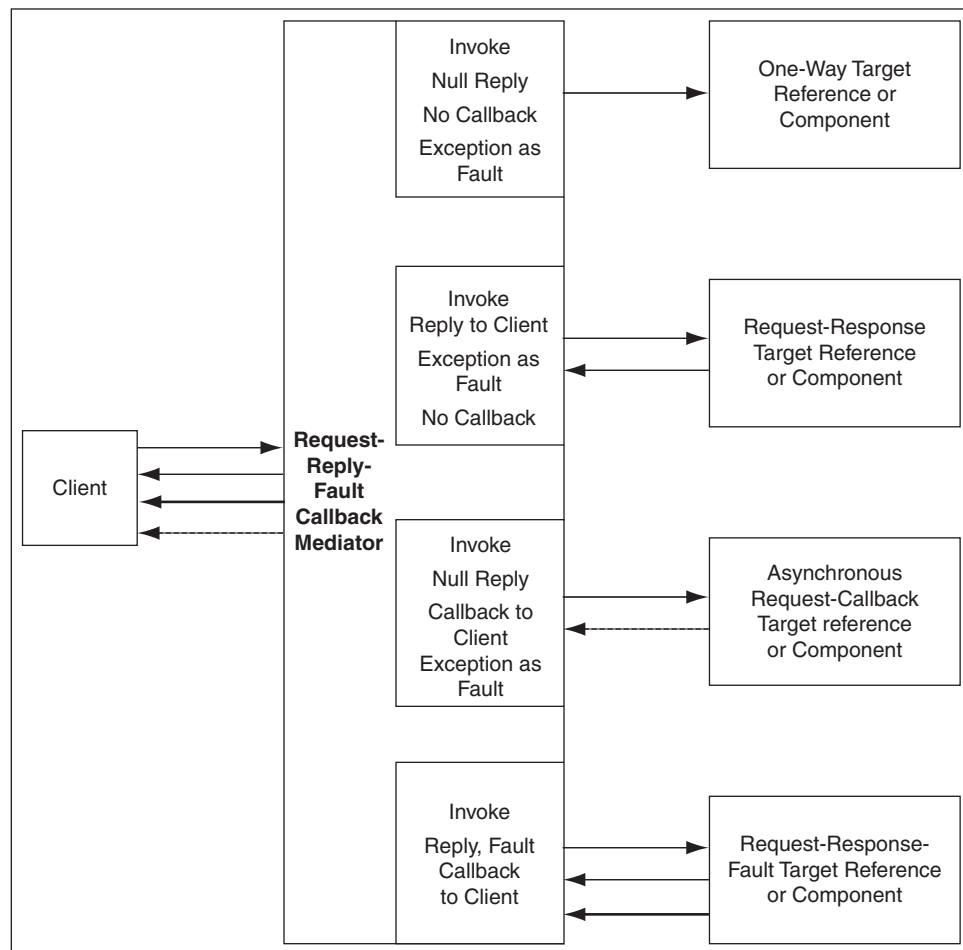 Client
Request-
Reply-
Fault
Callback
Mediator
Invoke
Null Reply
No Callback
Exception as
Fault
One-Way Target
Reference or
Component
Invoke
Reply to Client
Exception as
Fault
No Callback
Request-Response
Target Reference
or Component
Invoke
Null Reply
Callback to
Client
Exception as
Fault
Asynchronous
Request-Callback
Target reference
or Component
Invoke
Reply, Fault
Callback
to Client
Request-Response-
Fault Target Reference
or Component